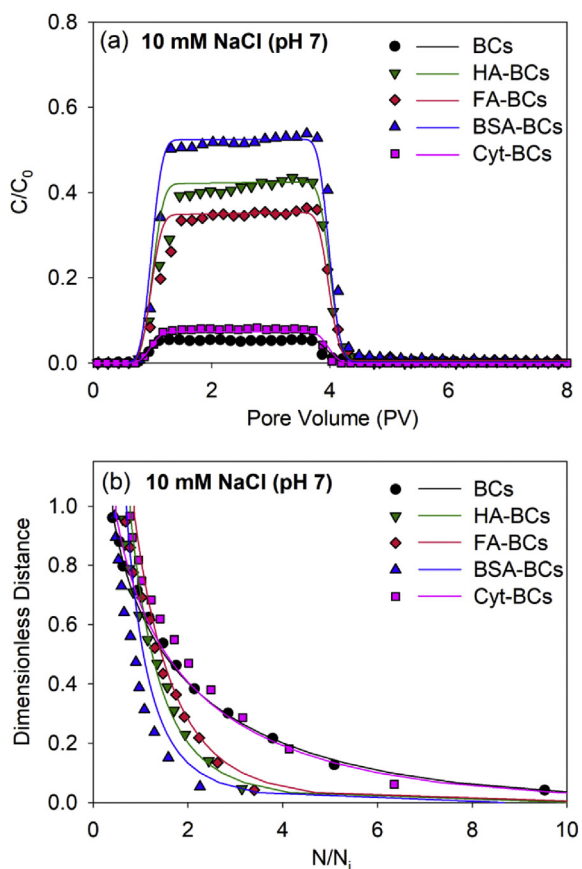 (a) 10 mM NaCl (pH 7)
BCs
HA-BCs
FA-BCs
BSA-BCs
Cyt-BCs
C/C0
0.8
0.6
0.4
0.2
0.0
0 2 4 6 8
Pore Volume (PV)
(b) 10 mM NaCl (pH 7)
BCs
HA-BCs
FA-BCs
BSA-BCs
Cyt-BCs
Dimensionless Distance
1.0
0.8
0.6
0.4
0.2
0.0
0 2 4 6 8 10
N/Ni